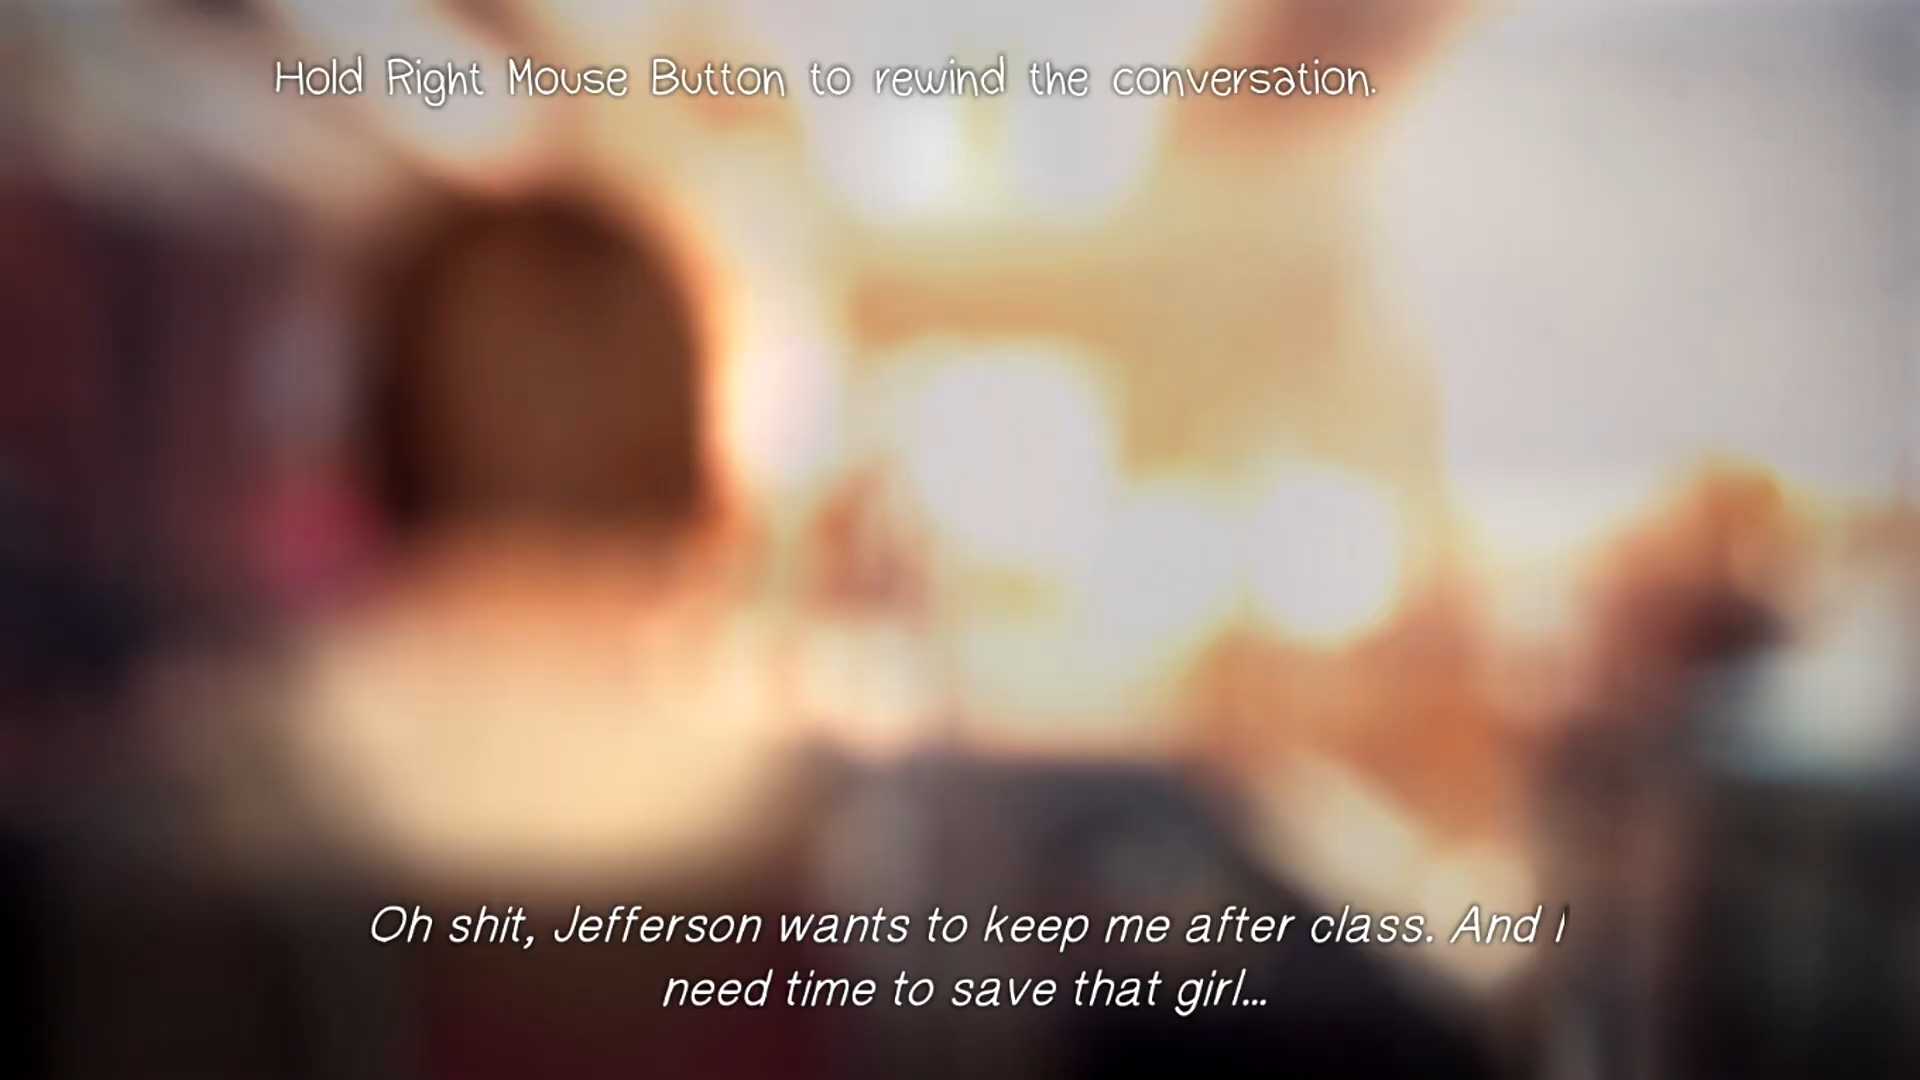 Hold Right Mouse Button to rewind the conversation.
Oh shit, Jefferson wants to keep me after class. And I
need time to save that girl...